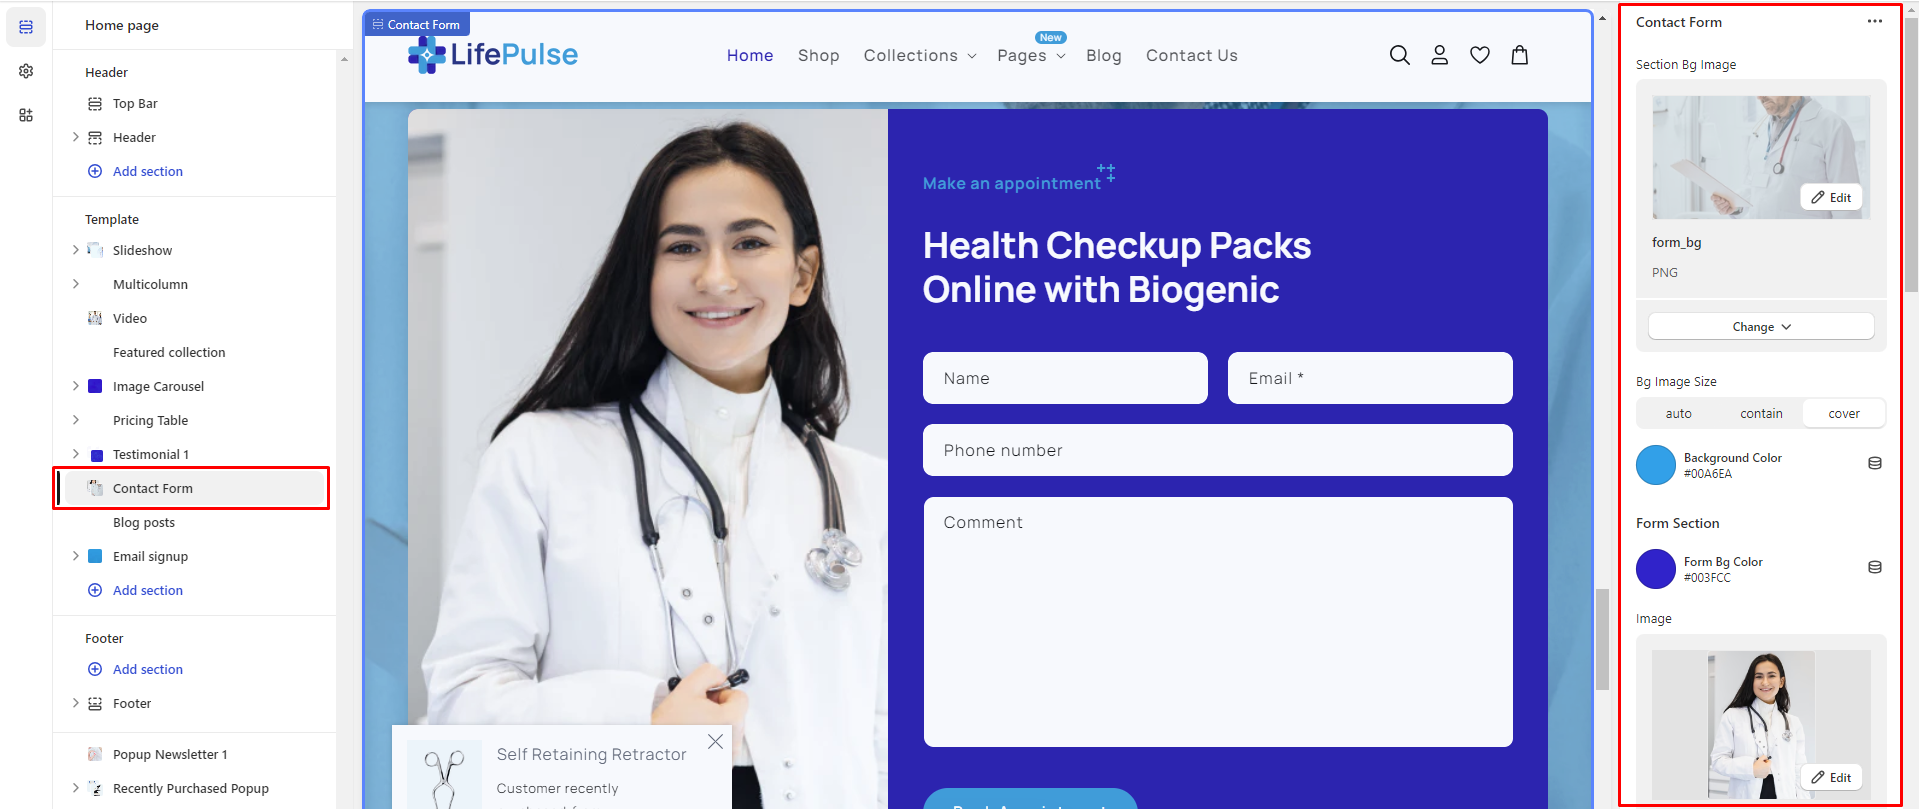 Home page
Header
Top Bar
Header
Add section
Template
Slideshow
Multicolumn
Video
Featured collection
Image Carousel
Pricing Table
Testimonial 1
Contact Form
Blog posts
Email signup
Add section
Footer
Add section
Footer
Popup Newsletter 1
Recently Purchased Popup
Contact Form
LifePulse
Home
Shop
Collections
Pages
New
Blog
Contact Us
Make an appointment
Health Checkup Packs
Online with Biogenic
Name
Email *
Phone number
Comment
Self Retaining Retractor
Customer recently
Contact Form
Section Bg Image
Edit
form_bg
PNG
Change
Bg Image Size
auto
contain
cover
Background Color
#00A6EA
Form Section
Form Bg Color
#003FCC
Image
Edit